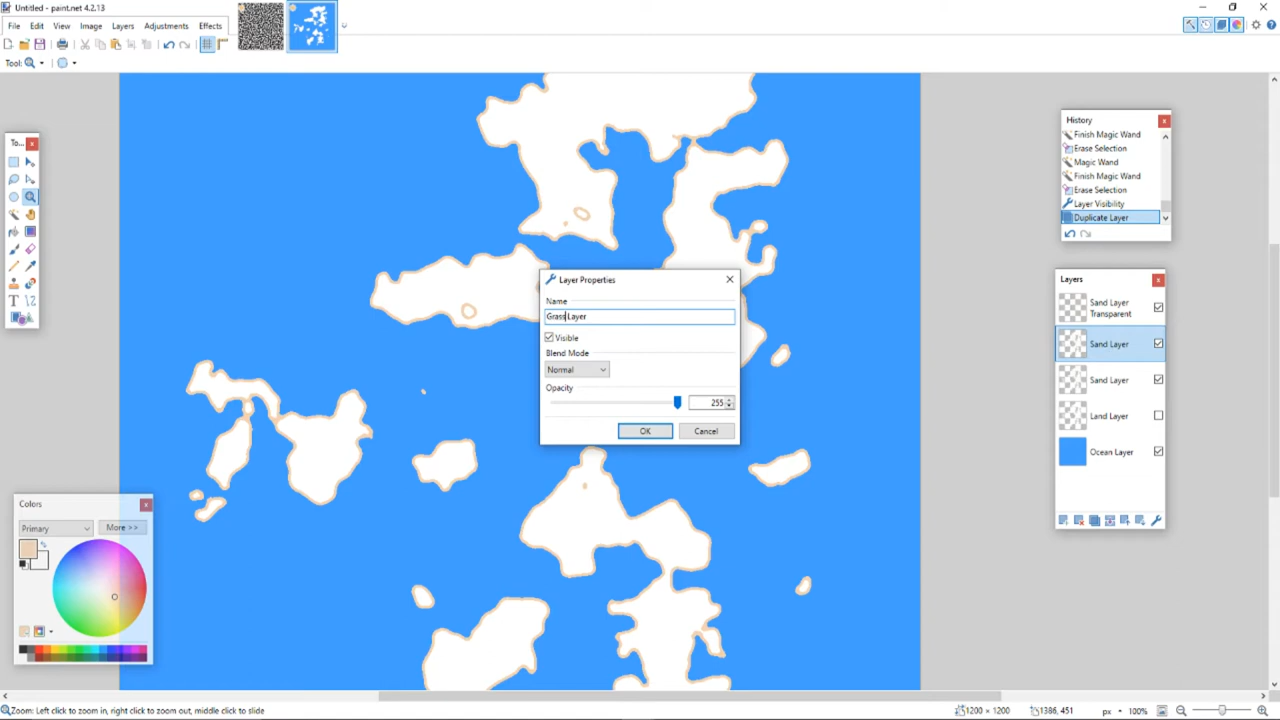 Untitled - paint.net 4.2.13
File Edit View Image Layers Adjustments Effects
Tool:
To...
History
Finish Magic Wand
Erase Selection
Magic Wand
Finish Magic Wand
Erase Selection
Layer Visibility
Duplicate Layer
Layer Properties
Name
Grass Layer
Visible
Blend Mode
Normal
Opacity
255
OK Cancel
Layers
Sand Layer
Transparent
Sand Layer
Sand Layer
Land Layer
Ocean Layer
Colors
Primary More >>
Zoom: Left click to zoom in, right click to zoom out, middle click to slide
1200 × 1200 1386, 451 px 100%